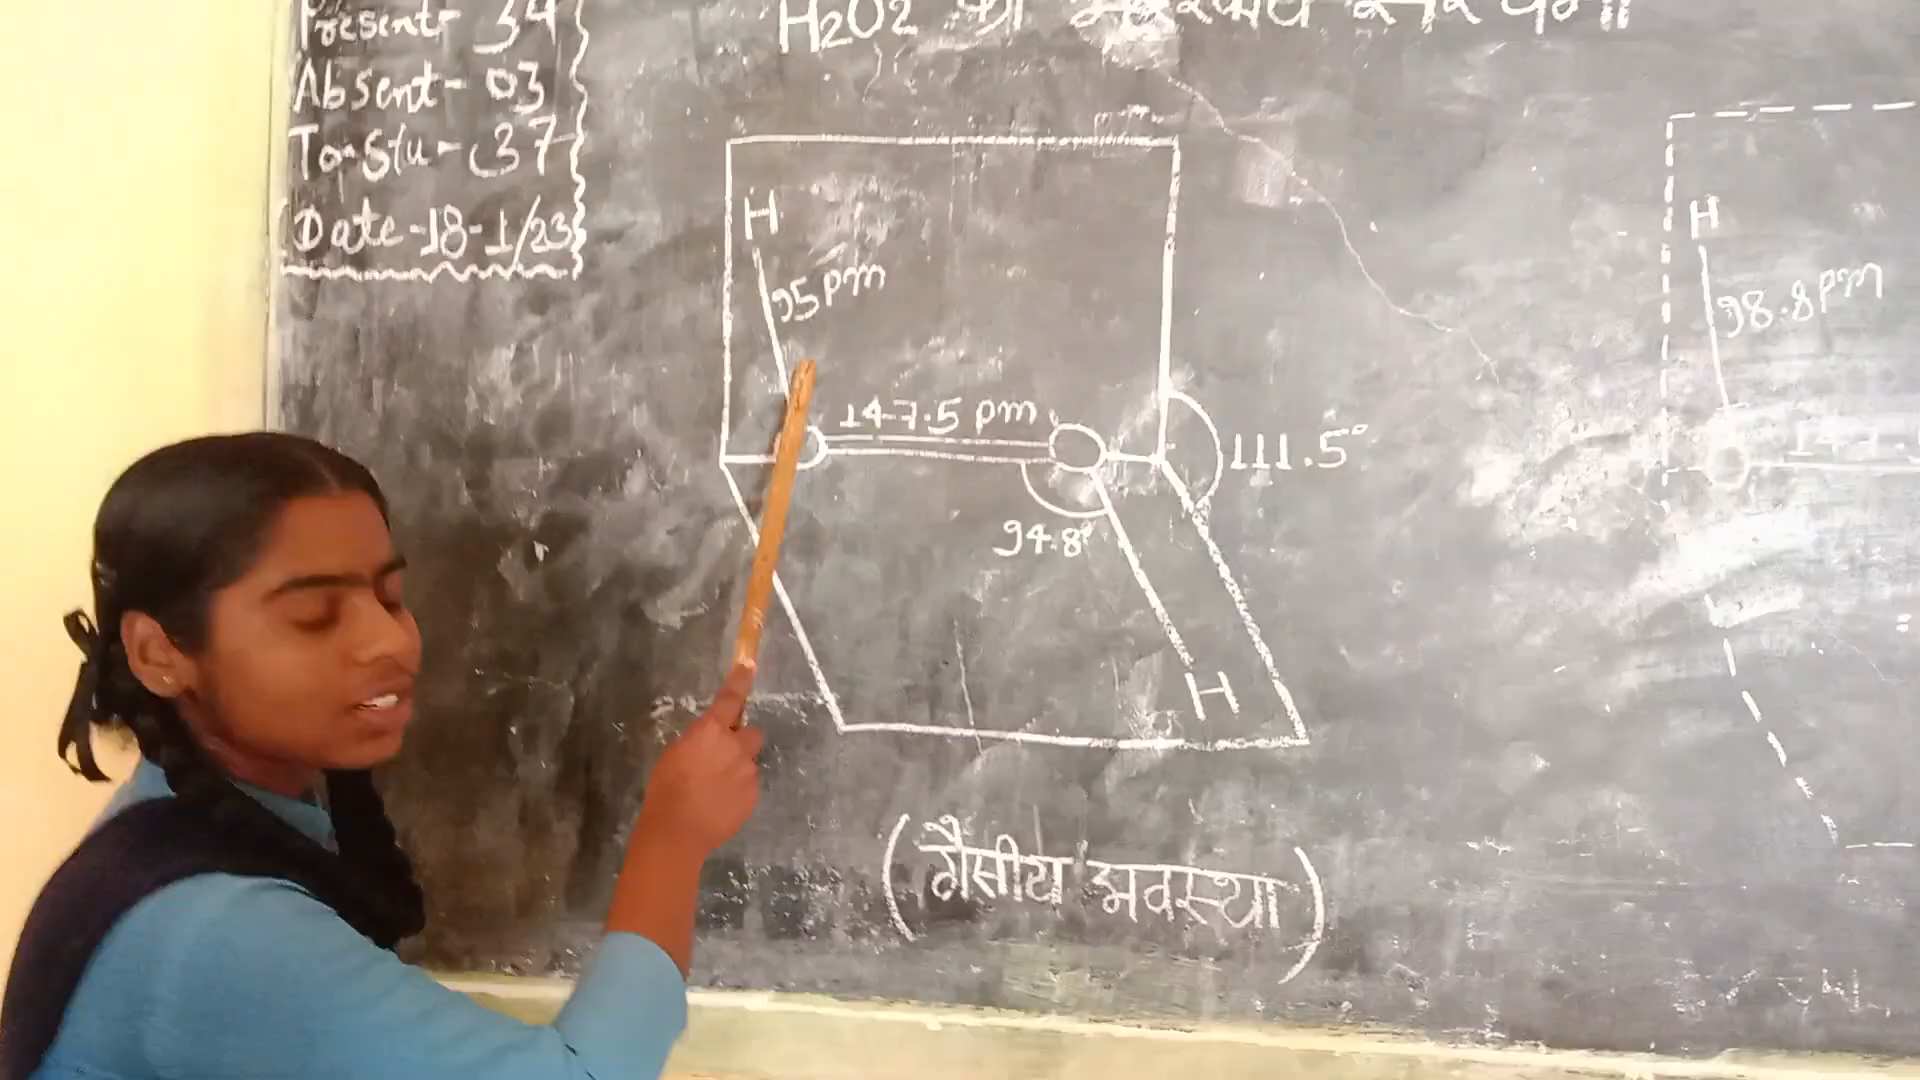 Present- 34
Absent- 03
To-Stu- 37
Date-18-1/23
H2O2 की
H
95 pm
147.5 pm
111.5°
94.8°
H
(गैसीय अवस्था)
H
98.8 pm